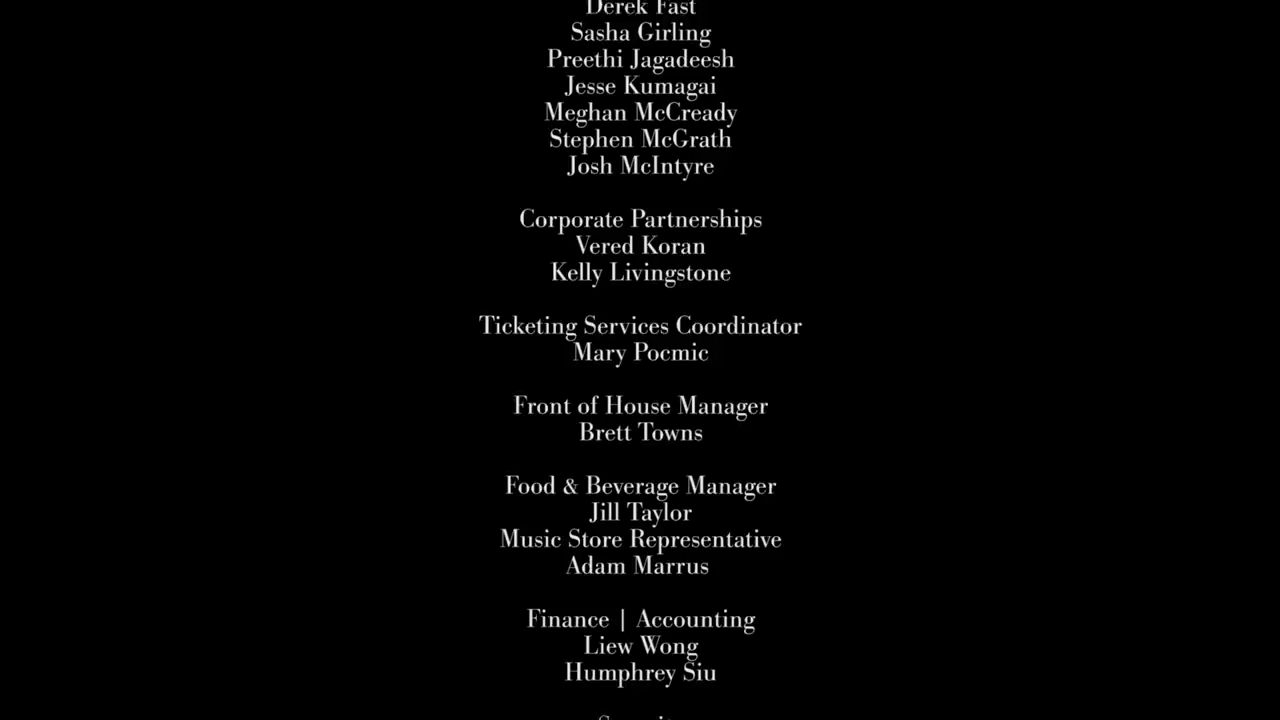 Derek Fast
Sasha Girling
Preethi Jagadeesh
Jesse Kumagai
Meghan McCready
Stephen McGrath
Josh McIntyre
Corporate Partnerships
Vered Koran
Kelly Livingstone
Ticketing Services Coordinator
Mary Pocmic
Front of House Manager
Brett Towns
Food & Beverage Manager
Jill Taylor
Music Store Representative
Adam Marrus
Finance | Accounting
Liew Wong
Humphrey Siu